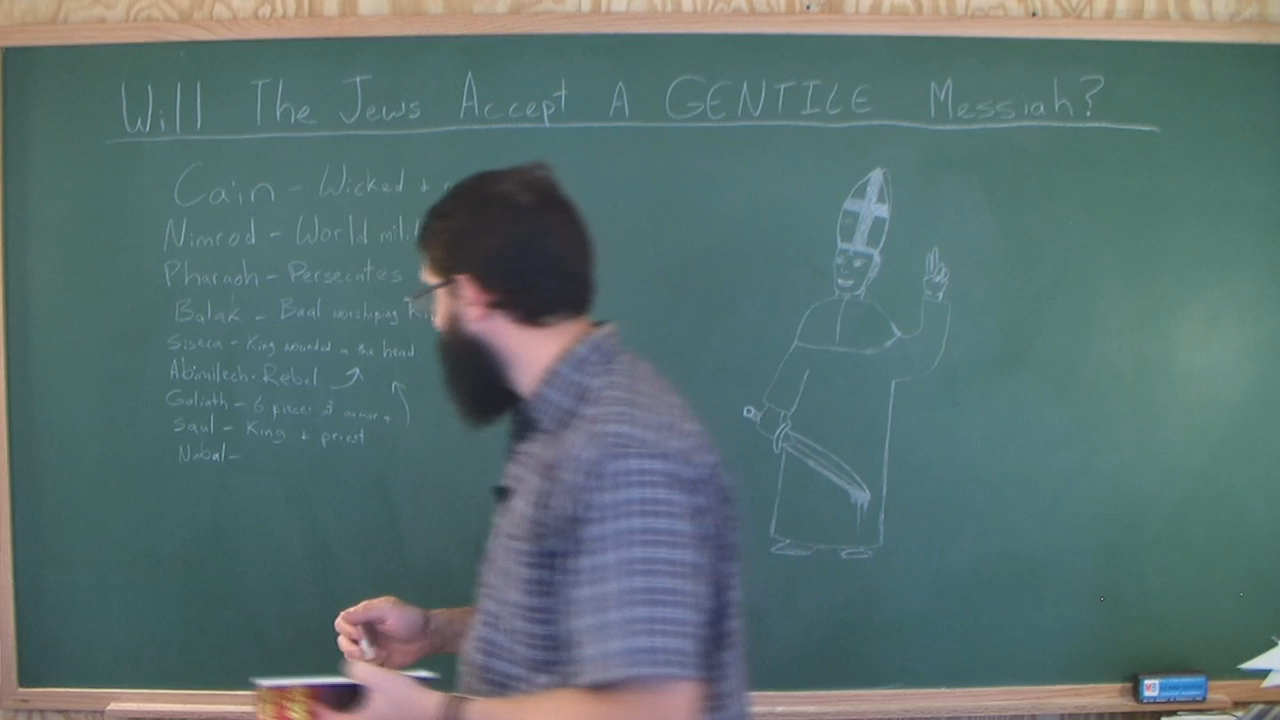 Will The Jews Accept A GENTILE Messiah?
Cain - Wicked +
Nimrod - World
Pharaoh - Persecutes
Balak - Baal worshiping
Sisera - King wounded in the head
Abimilech - Rebel
Goliath - 6 pieces of armor +
Saul - King + priest
Nabal -